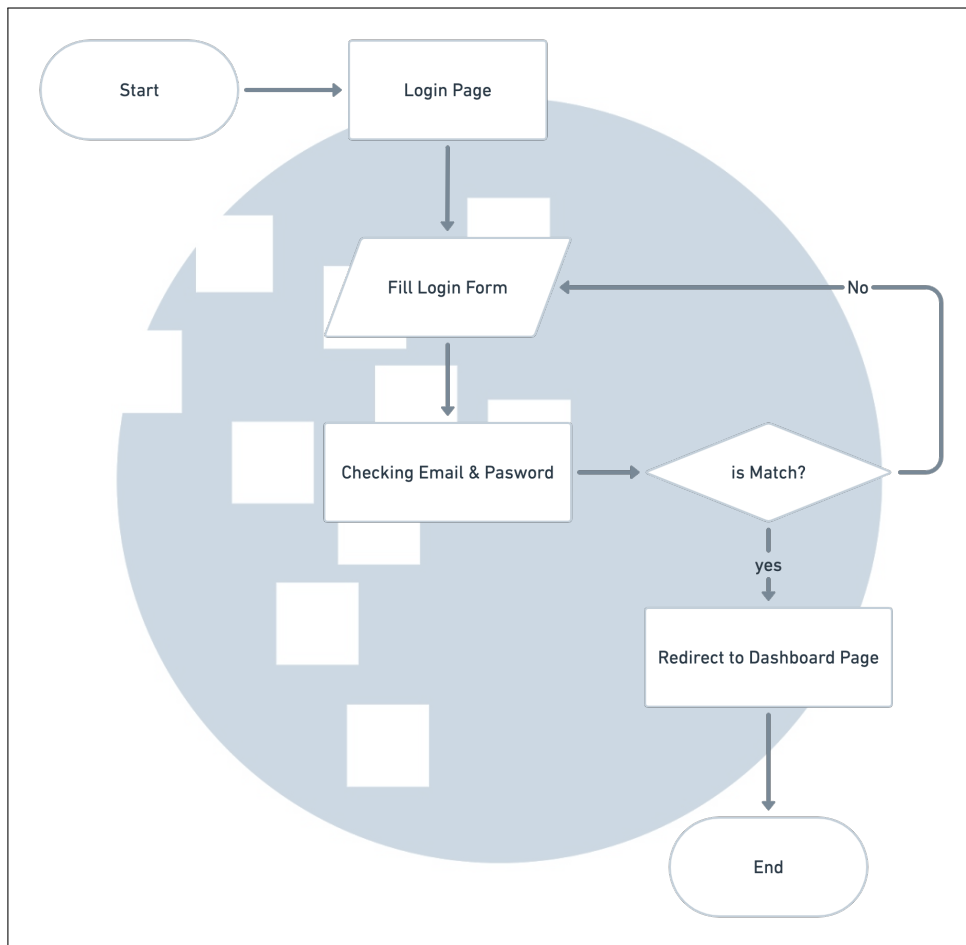 Start
Login Page
Fill Login Form
No
Checking Email & Pasword
is Match?
yes
Redirect to Dashboard Page
End